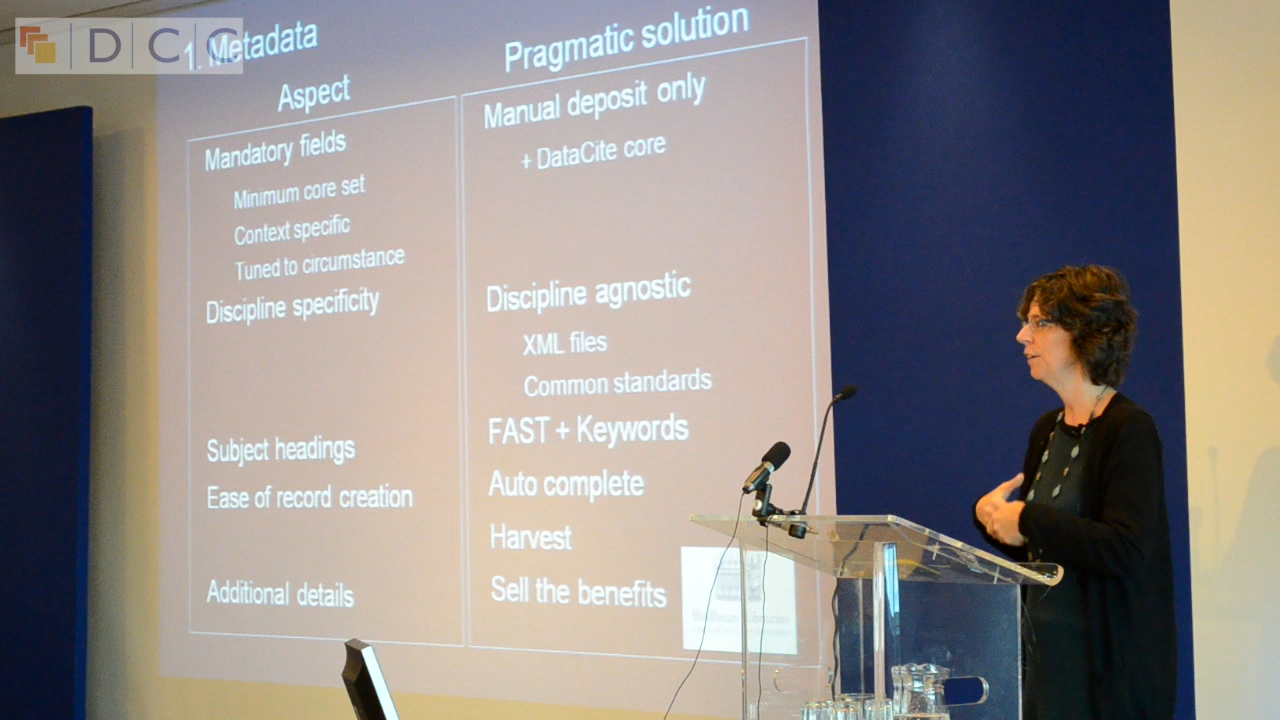 DCC
1. Metadata
Pragmatic solution
Aspect
Mandatory fields
Minimum core set
Context specific
Tuned to circumstance
Discipline specificity
Subject headings
Ease of record creation
Additional details
Manual deposit only
+ DataCite core
Discipline agnostic
XML files
Common standards
FAST + Keywords
Auto complete
Harvest
Sell the benefits